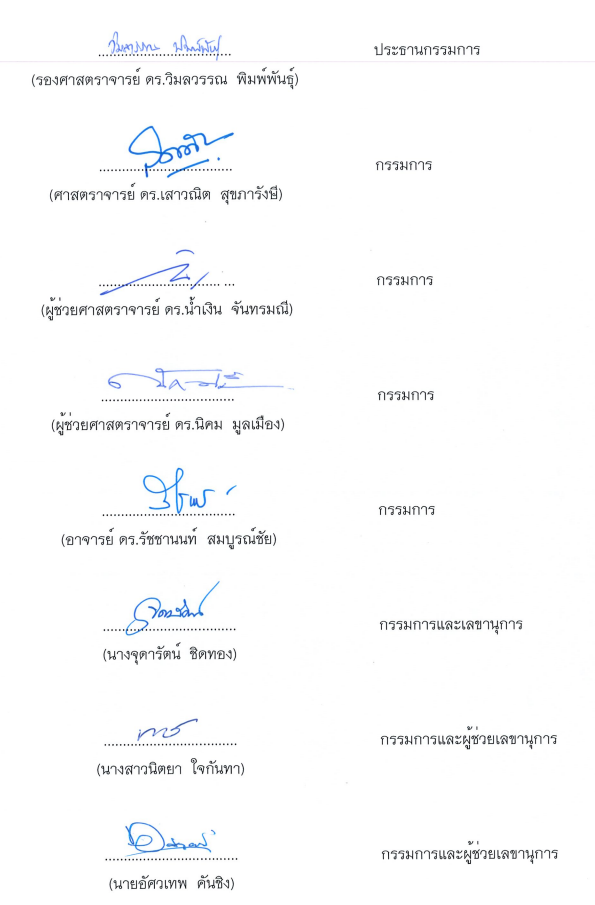 วิมลวรรณ พิมพ์พันธุ์ ประธานกรรมการ
(รองศาสตราจารย์ ดร.วิมลวรรณ พิมพ์พันธุ์)
กรรมการ
(ศาสตราจารย์ ดร.เสาวณิต สุขภารังษี)
กรรมการ
(ผู้ช่วยศาสตราจารย์ ดร.น้ำเงิน จันทรมณี)
กรรมการ
(ผู้ช่วยศาสตราจารย์ ดร.นิคม มูลเมือง)
กรรมการ
(อาจารย์ ดร.รัชชานนท์ สมบูรณ์ชัย)
กรรมการและเลขานุการ
(นางจุดารัตน์ ชิดทอง)
กรรมการและผู้ช่วยเลขานุการ
(นางสาวนิตยา ใจกันทา)
กรรมการและผู้ช่วยเลขานุการ
(นายอัศวเทพ คันชิง)